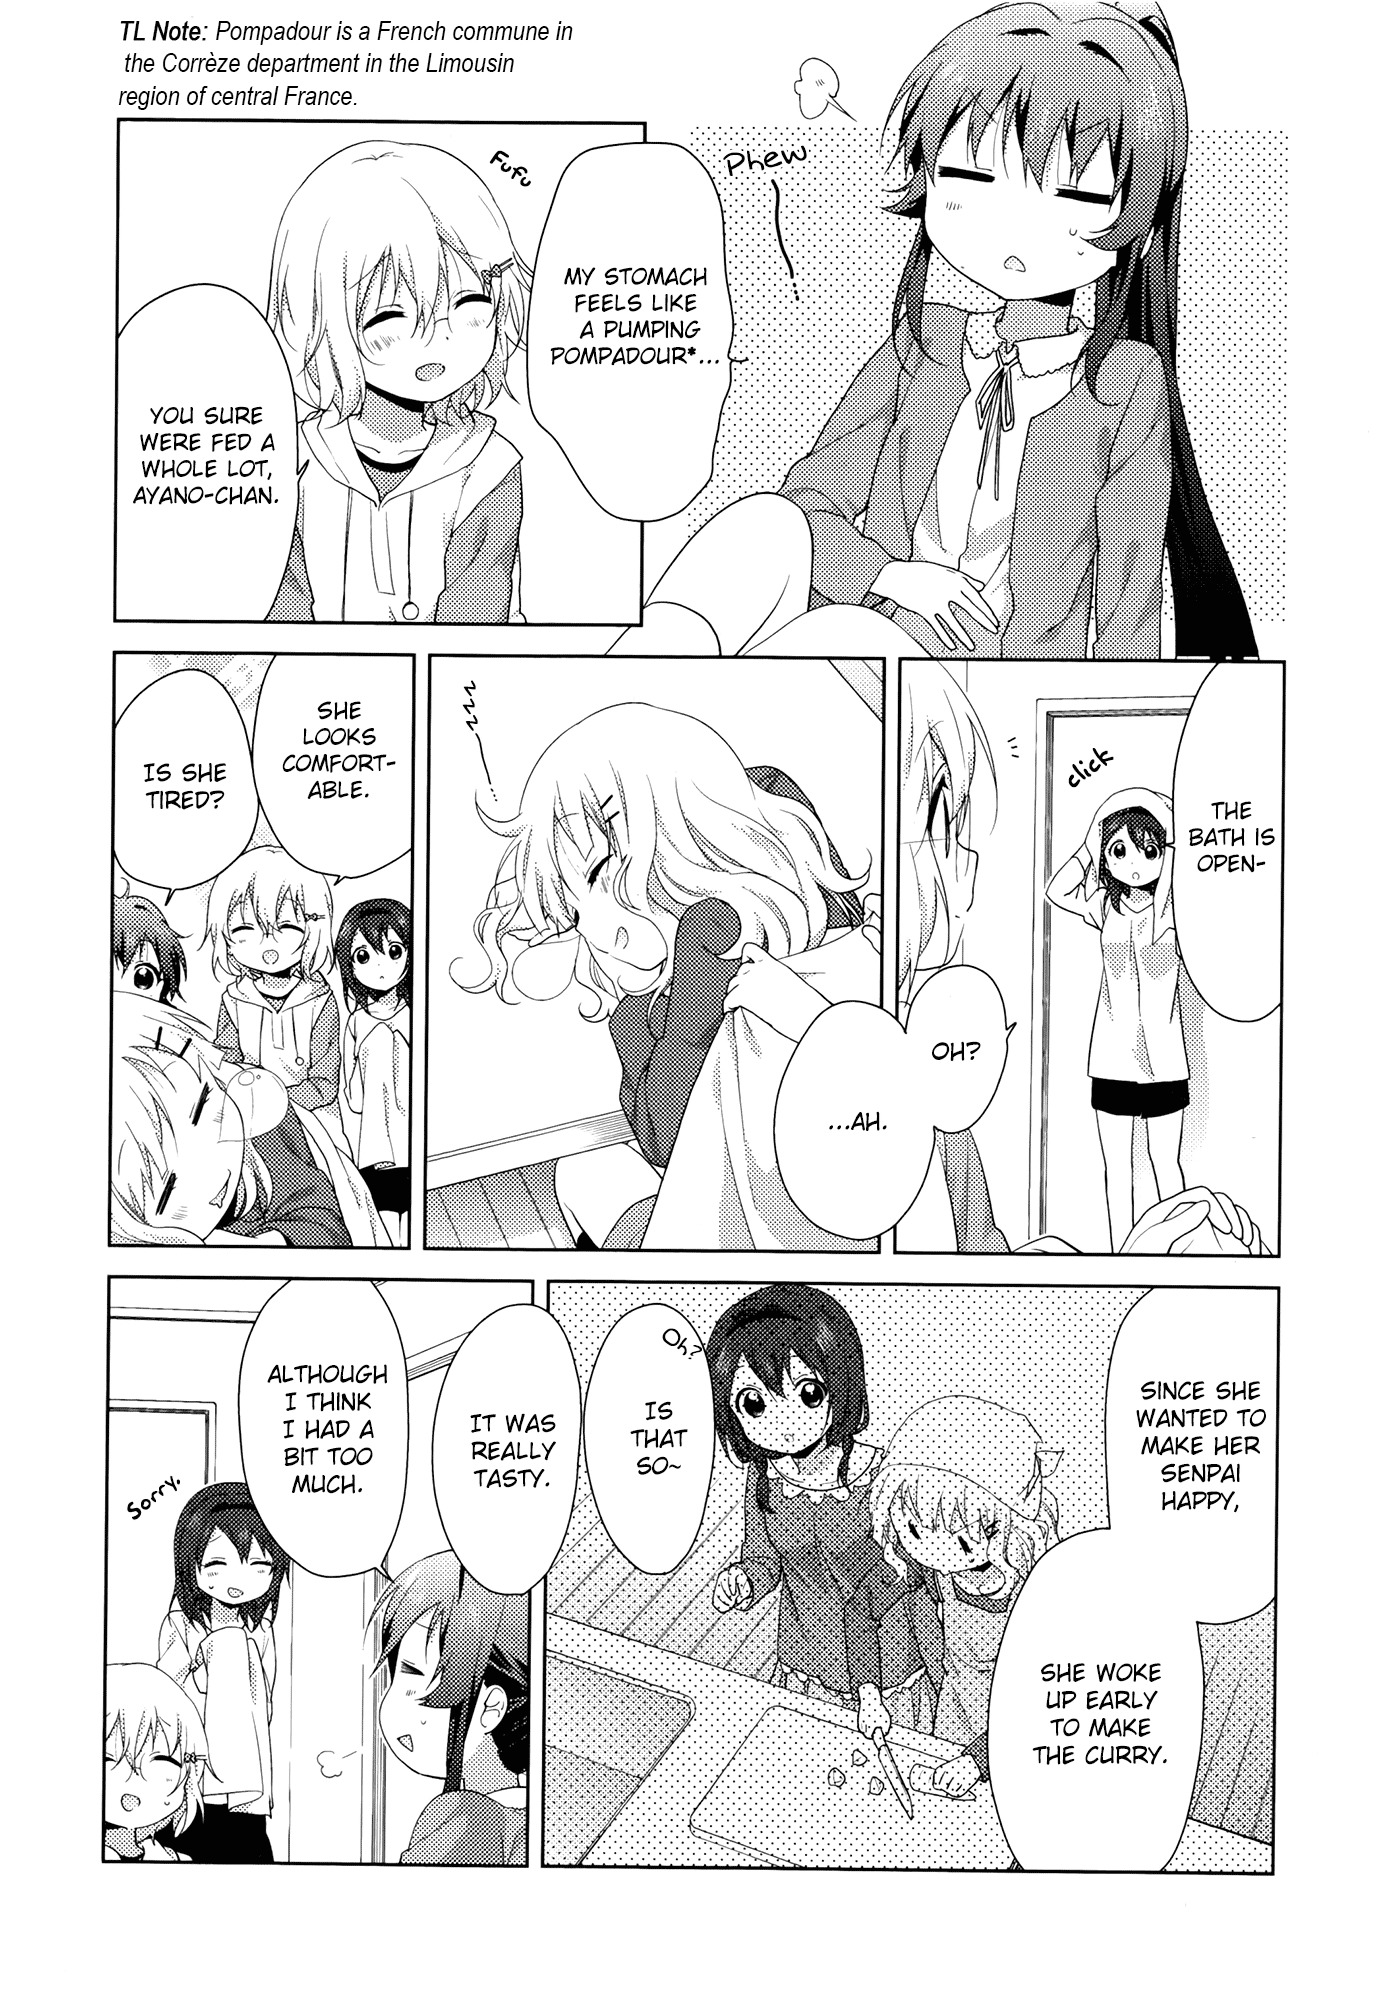 TL Note: Pompadour is a French commune in
the Corrèze department in the Limousin
region of central France.
Phew
MY STOMACH
FEELS LIKE
A PUMPING
POMPADOUR*...
Fufu
YOU SURE
WERE FED A
WHOLE LOT,
AYANO-CHAN.
THE
BATH IS
OPEN-
click
OH?
...AH.
zzz
SHE
LOOKS
COMFORT-
ABLE.
IS SHE
TIRED?
SINCE SHE
WANTED TO
MAKE HER
SENPAI
HAPPY,
SHE WOKE
UP EARLY
TO MAKE
THE CURRY.
Oh?
IS
THAT
SO~
IT WAS
REALLY
TASTY.
ALTHOUGH
I THINK
I HAD A
BIT TOO
MUCH.
Sorry.